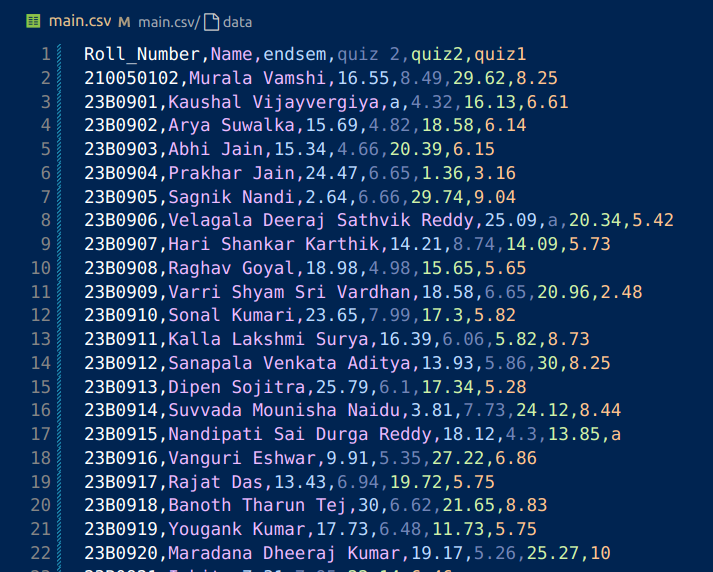 main.csv M main.csv/ data
1 Roll_Number,Name,endsem,quiz 2,quiz2,quiz1
2 210050102,Murala Vamshi,16.55,8.49,29.62,8.25
3 23B0901,Kaushal Vijayvergiya,a,4.32,16.13,6.61
4 23B0902,Arya Suwalka,15.69,4.82,18.58,6.14
5 23B0903,Abhi Jain,15.34,4.66,20.39,6.15
6 23B0904,Prakhar Jain,24.47,6.65,1.36,3.16
7 23B0905,Sagnik Nandi,2.64,6.66,29.74,9.04
8 23B0906,Velagala Deeraj Sathvik Reddy,25.09,a,20.34,5.42
9 23B0907,Hari Shankar Karthik,14.21,8.74,14.09,5.73
10 23B0908,Raghav Goyal,18.98,4.98,15.65,5.65
11 23B0909,Varri Shyam Sri Vardhan,18.58,6.65,20.96,2.48
12 23B0910,Sonal Kumari,23.65,7.99,17.3,5.82
13 23B0911,Kalla Lakshmi Surya,16.39,6.06,5.82,8.73
14 23B0912,Sanapala Venkata Aditya,13.93,5.86,30,8.25
15 23B0913,Dipen Sojitra,25.79,6.1,17.34,5.28
16 23B0914,Suvvada Mounisha Naidu,3.81,7.73,24.12,8.44
17 23B0915,Nandipati Sai Durga Reddy,18.12,4.3,13.85,a
18 23B0916,Vanguri Eshwar,9.91,5.35,27.22,6.86
19 23B0917,Rajat Das,13.43,6.94,19.72,5.75
20 23B0918,Banoth Tharun Tej,30,6.62,21.65,8.83
21 23B0919,Yougank Kumar,17.73,6.48,11.73,5.75
22 23B0920,Maradana Dheeraj Kumar,19.17,5.26,25.27,10